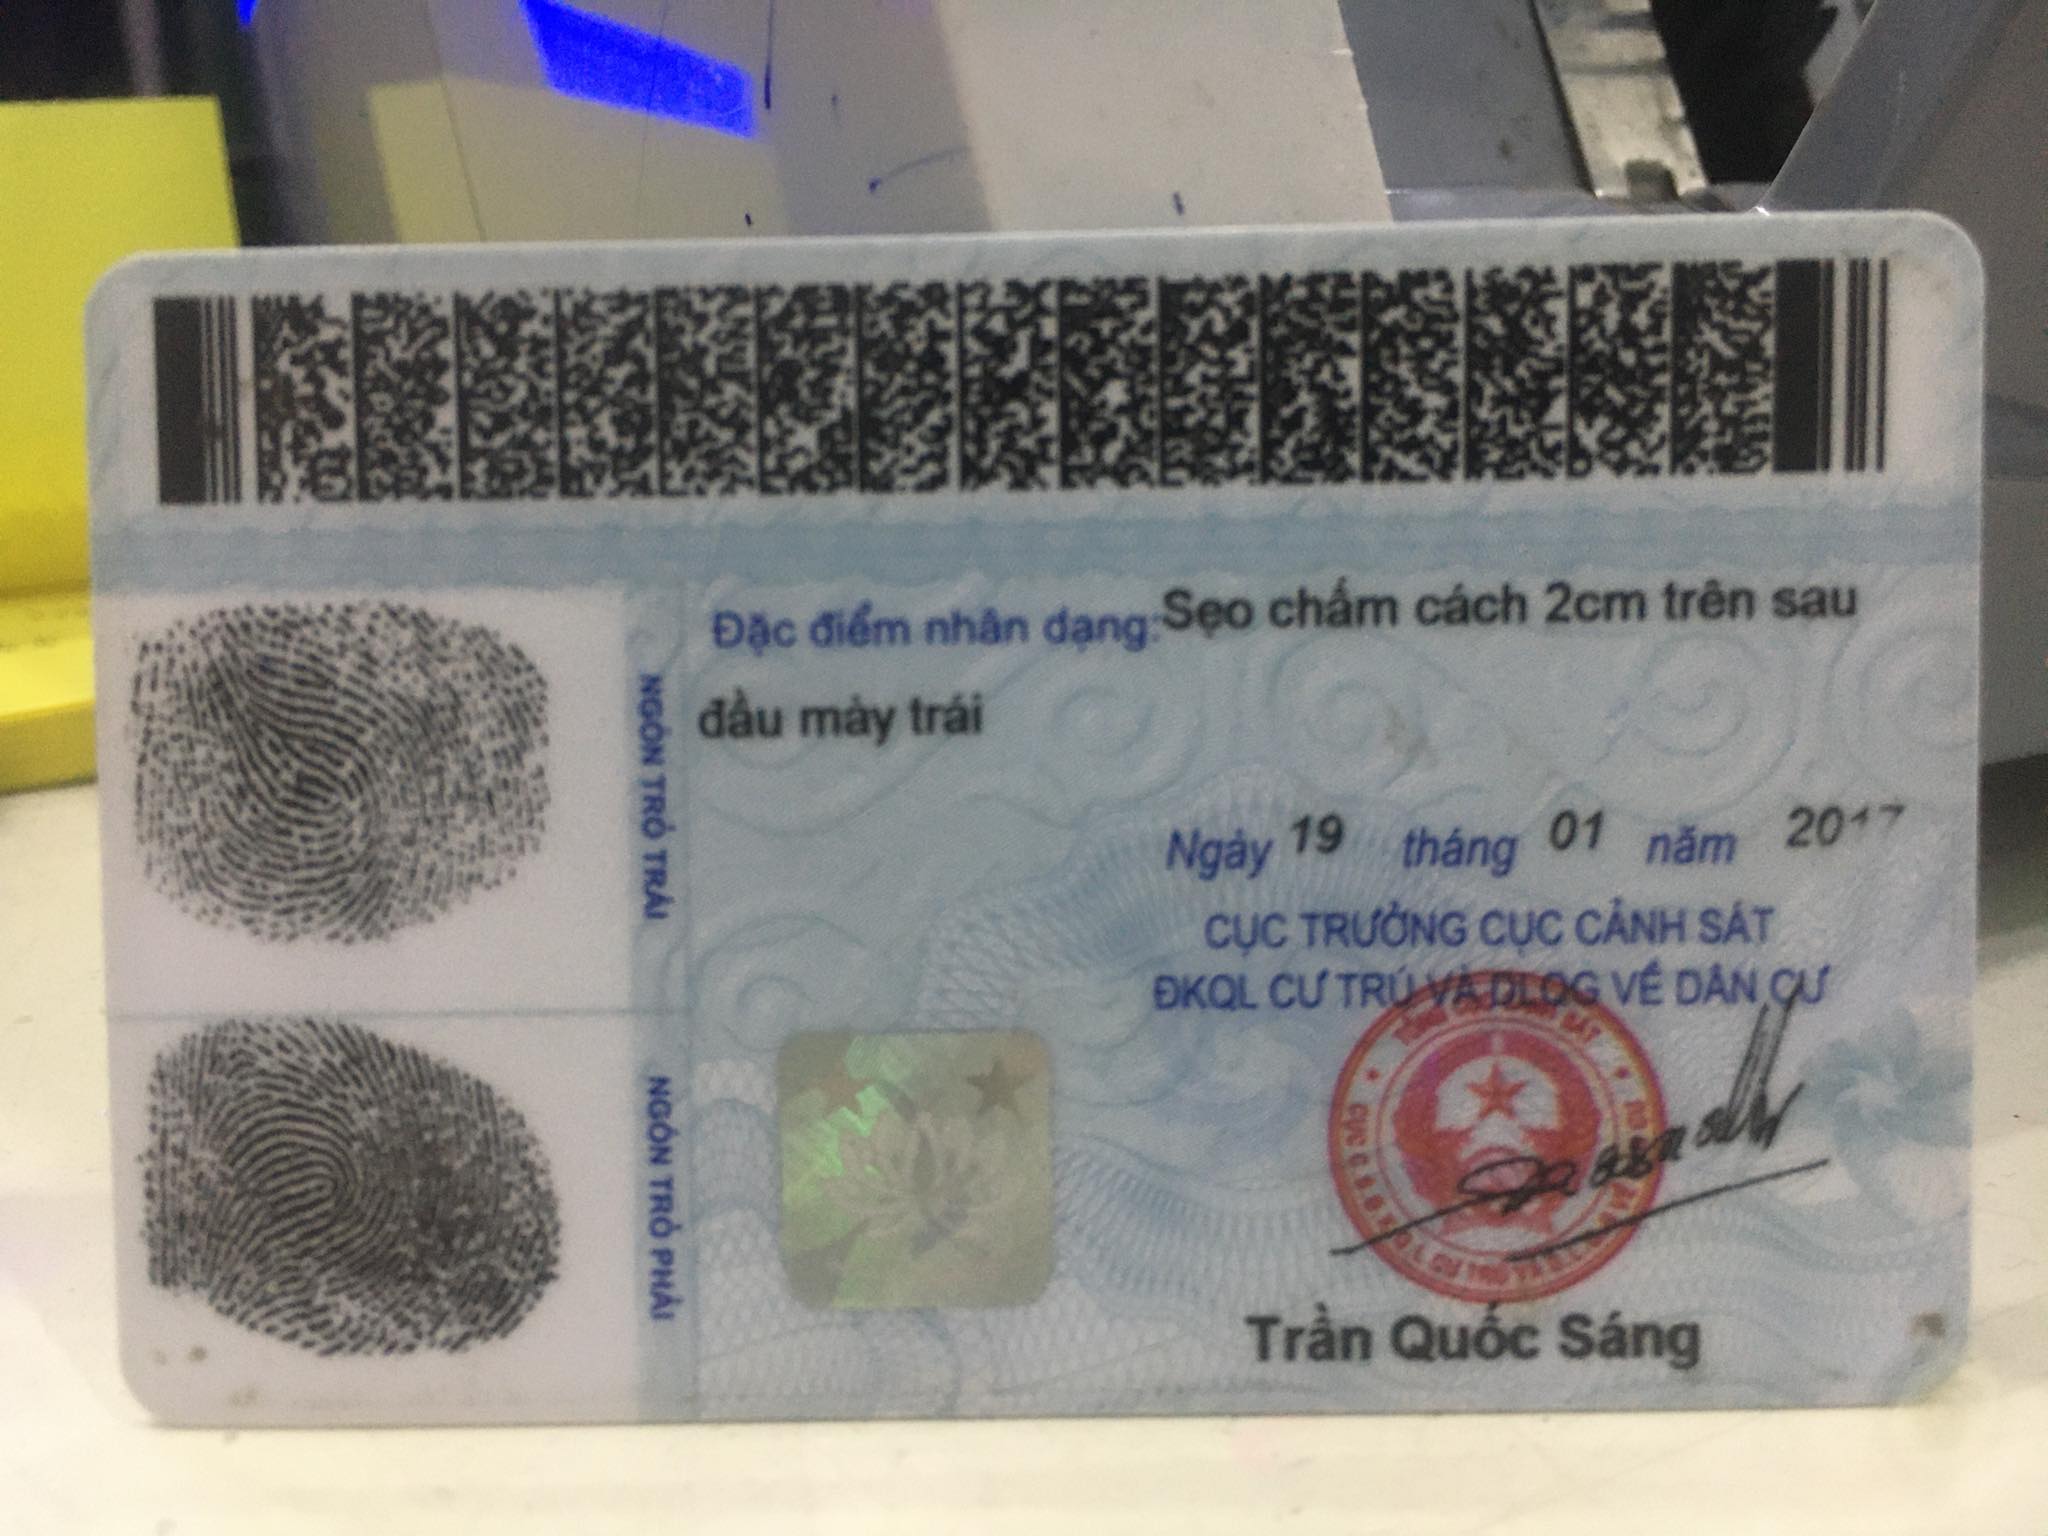 Đặc điểm nhân dạng: Sẹo chấm cách 2cm trên sau
đầu mày trái
NGÓN TRỎ TRÁI
Ngày 19 tháng 01 năm 2017
CỤC TRƯỞNG CỤC CẢNH SÁT
ĐKQL CƯ TRÚ VÀ DLQG VỀ DÂN CƯ
NGÓN TRỎ PHẢI
Trần Quốc Sáng